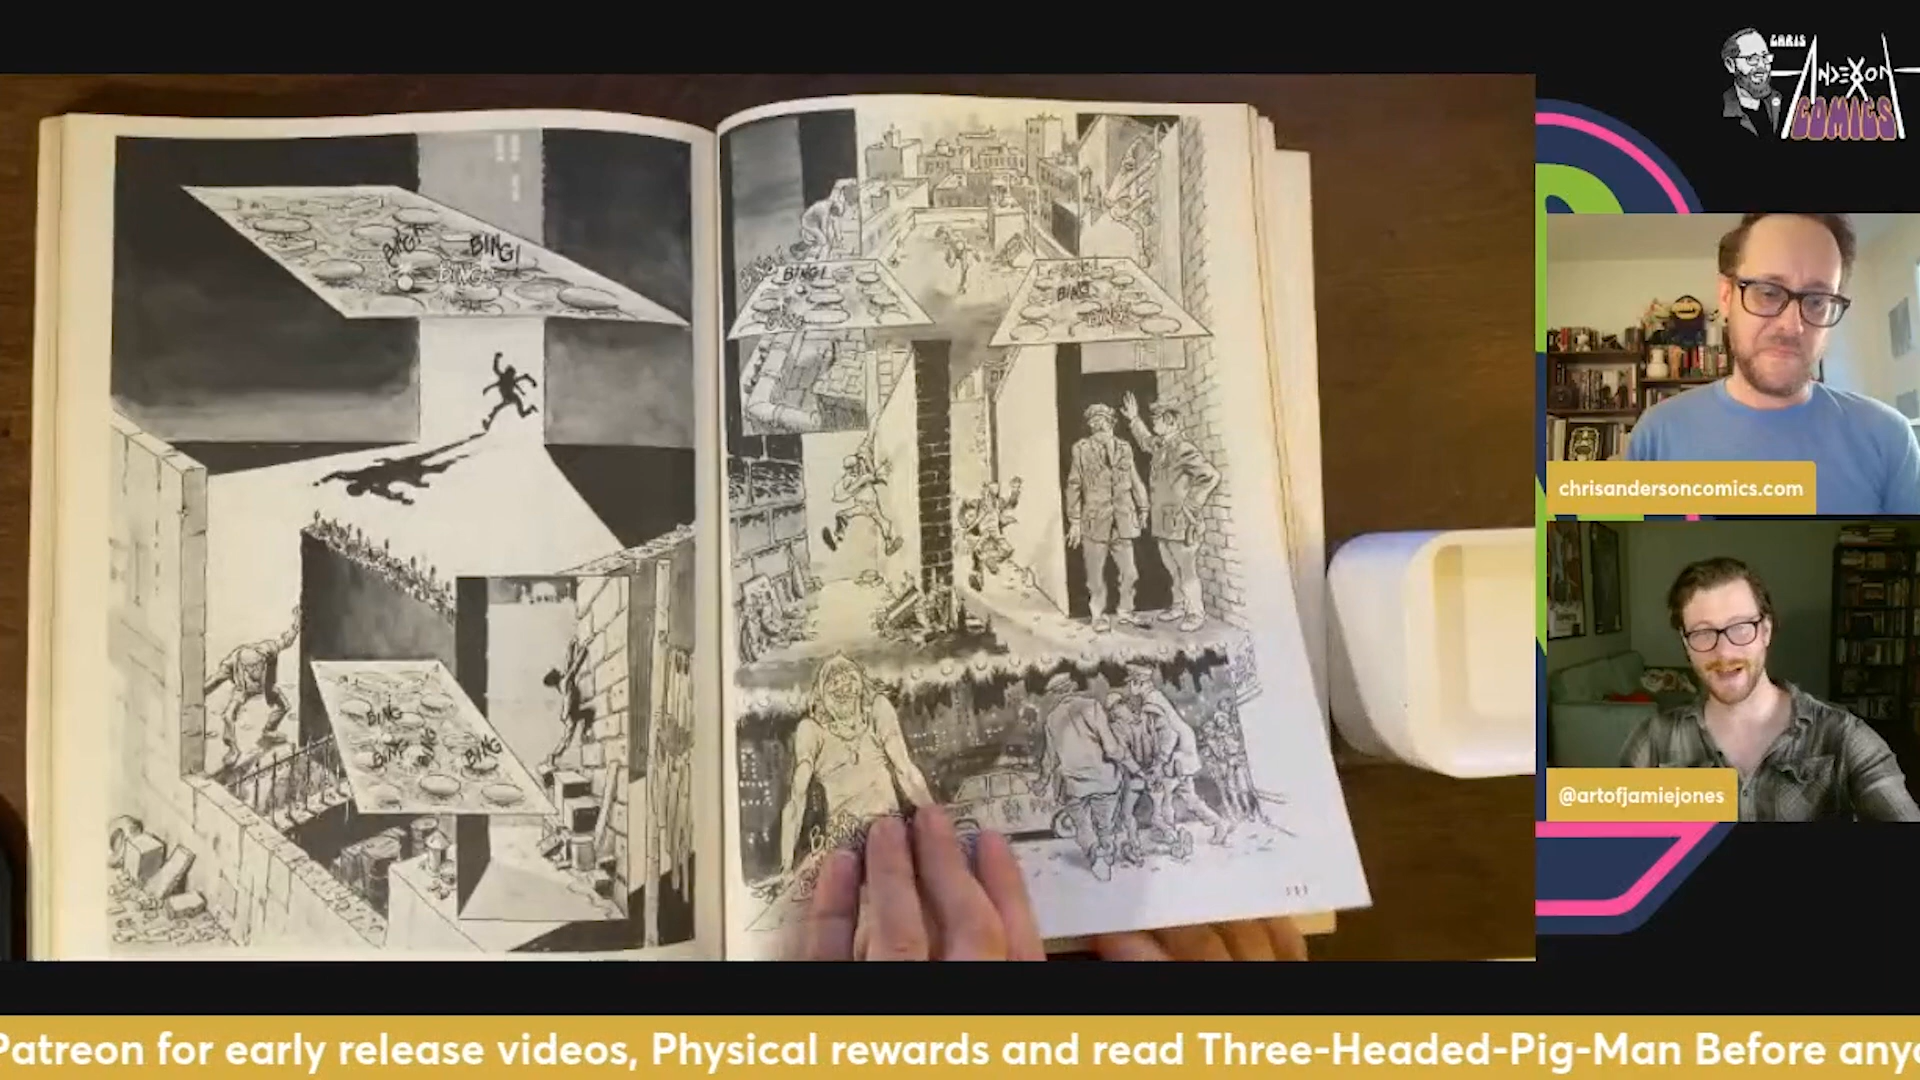 CHRIS
ANDERSON
COMICS
BING!
BING!
BING!
BING!
BING
BING
BING
BING
BING
chrisandersoncomics.com
@artofjamiejones
Patreon for early release videos, Physical rewards and read Three-Headed-Pig-Man Before anyo